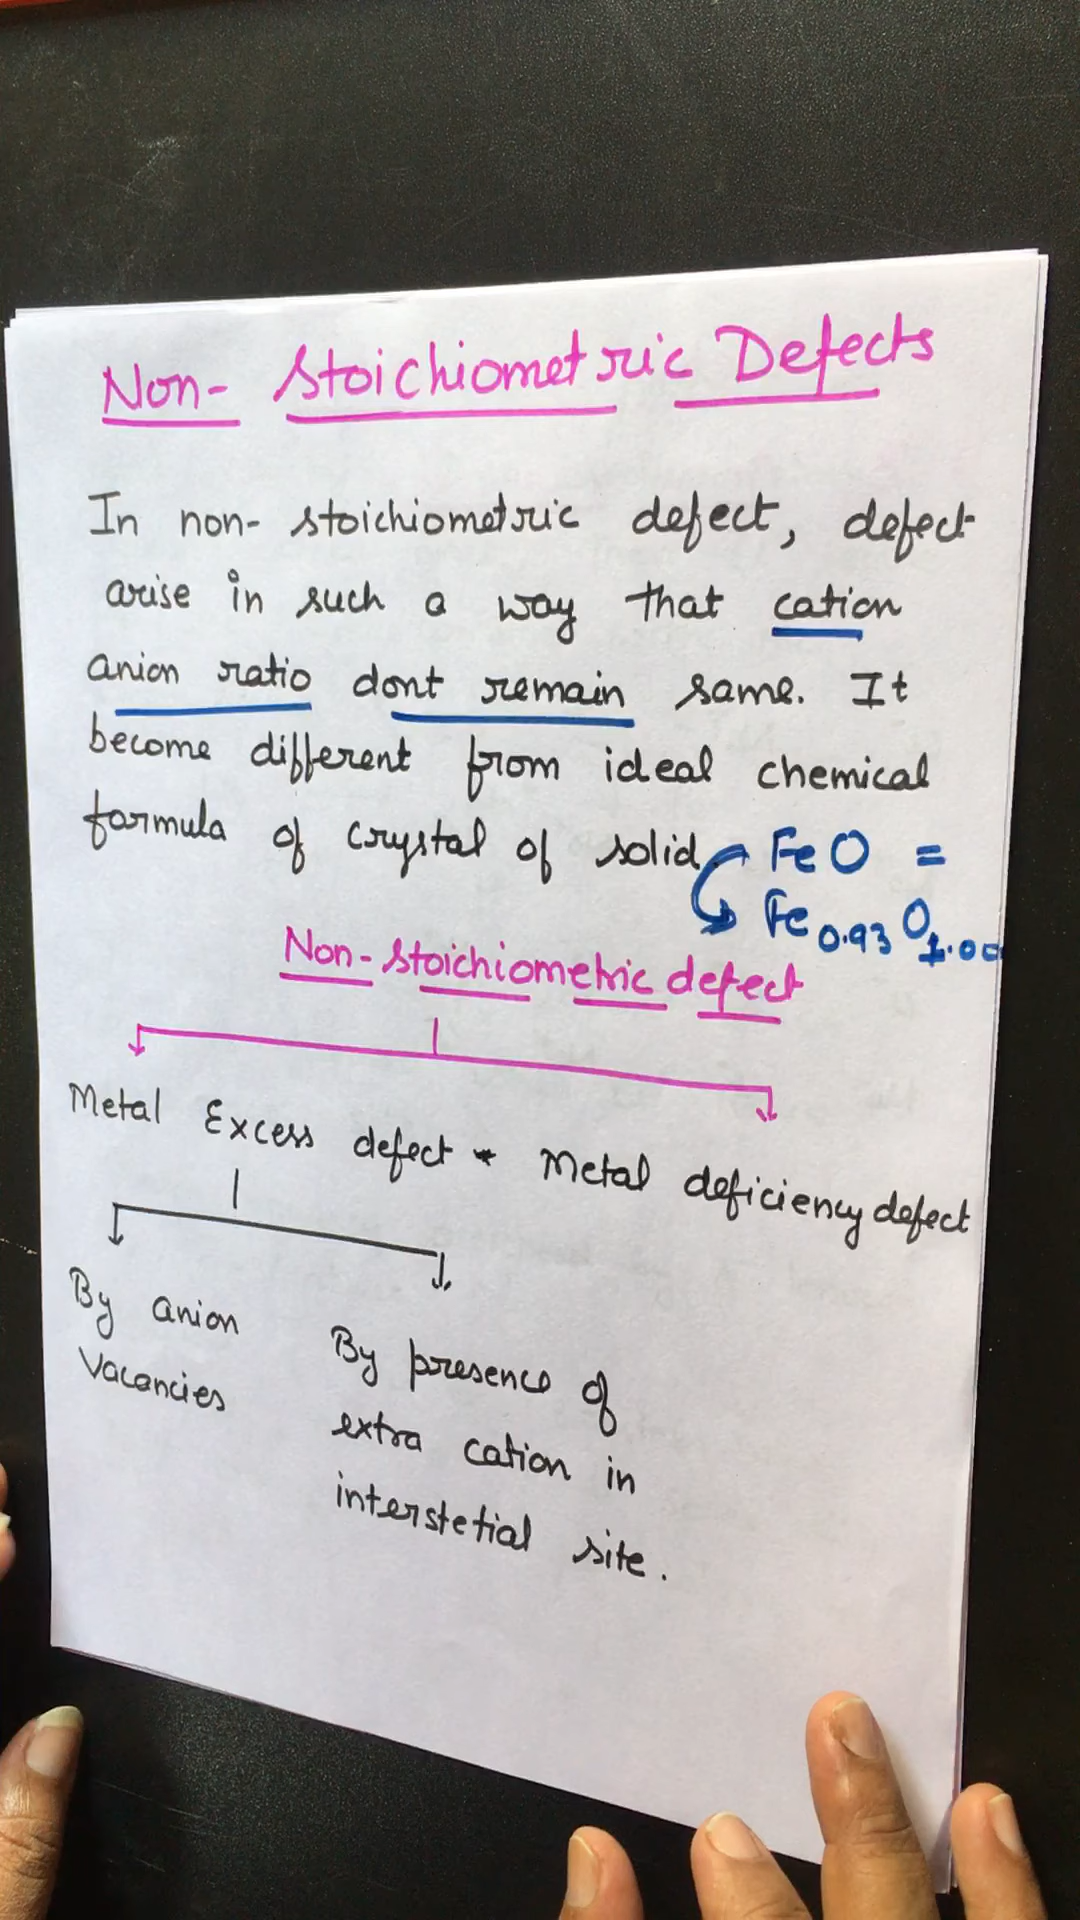 Non- Stoichiometric Defects
In non- stoichiometric defect, defect
arise in such a way that cation
anion ratio dont remain same. It
become different from ideal chemical
formula of crystal of solid. FeO =
Fe0.93 O1.00
Non-Stoichiometric defect
Metal Excess defect Metal deficiency defect
By anion
vacancies
By presence of
extra cation in
interstetial site.